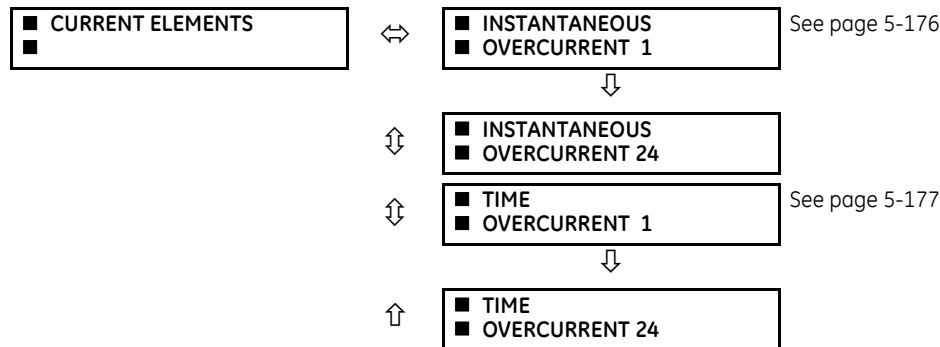 ■ CURRENT ELEMENTS
■
■ INSTANTANEOUS
■ OVERCURRENT 1
See page 5-176
■ INSTANTANEOUS
■ OVERCURRENT 24
■ TIME
■ OVERCURRENT 1
See page 5-177
■ TIME
■ OVERCURRENT 24